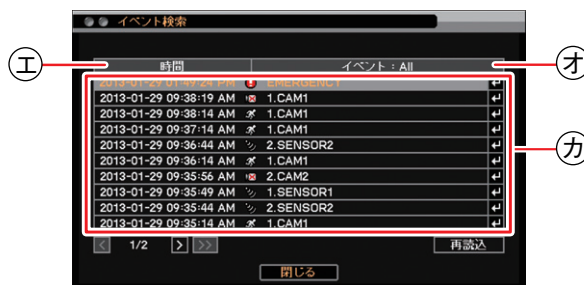 イベント検索
エ 時間 イベント：All オ
2013-01-29 01:49:24 PM EMERGENCY
2013-01-29 09:38:19 AM 1.CAM1
2013-01-29 09:38:14 AM 1.CAM1
2013-01-29 09:37:14 AM 1.CAM1
2013-01-29 09:36:44 AM 2.SENSOR2
カ
2013-01-29 09:36:14 AM 1.CAM1
2013-01-29 09:35:56 AM 2.CAM2
2013-01-29 09:35:49 AM 1.SENSOR1
2013-01-29 09:35:44 AM 2.SENSOR2
2013-01-29 09:35:14 AM 1.CAM1
< 1/2 > >> 再読込
閉じる